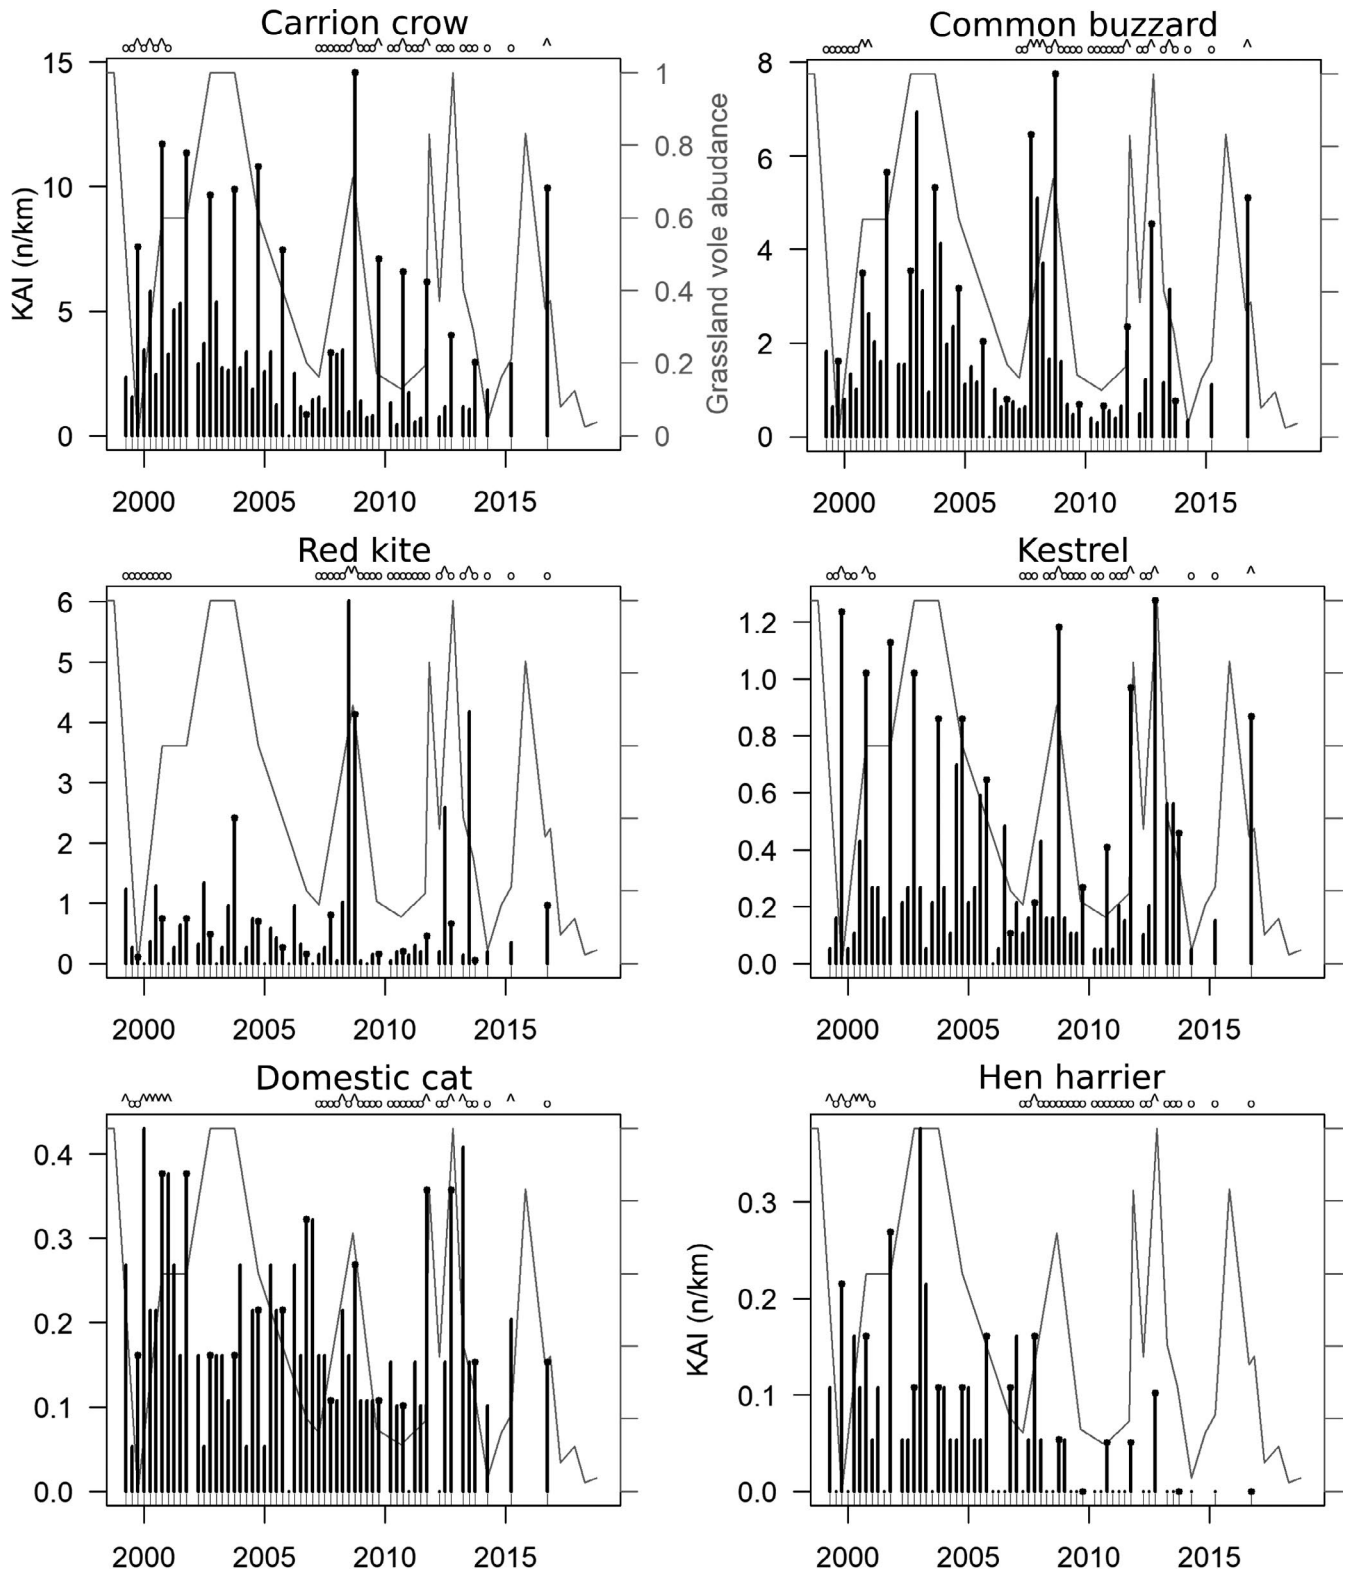 Carrion crow
Common buzzard
KAI (n/km)
15
10
5
0
1
0.8
0.6
0.4
0.2
0
Grassland vole abudance
8
6
4
2
0
2000 2005 2010 2015
2000 2005 2010 2015
Red kite
Kestrel
6
5
4
3
2
1
0
1.2
1.0
0.8
0.6
0.4
0.2
0.0
2000 2005 2010 2015
2000 2005 2010 2015
Domestic cat
Hen harrier
0.4
0.3
0.2
0.1
0.0
KAI (n/km)
0.3
0.2
0.1
0.0
2000 2005 2010 2015
2000 2005 2010 2015